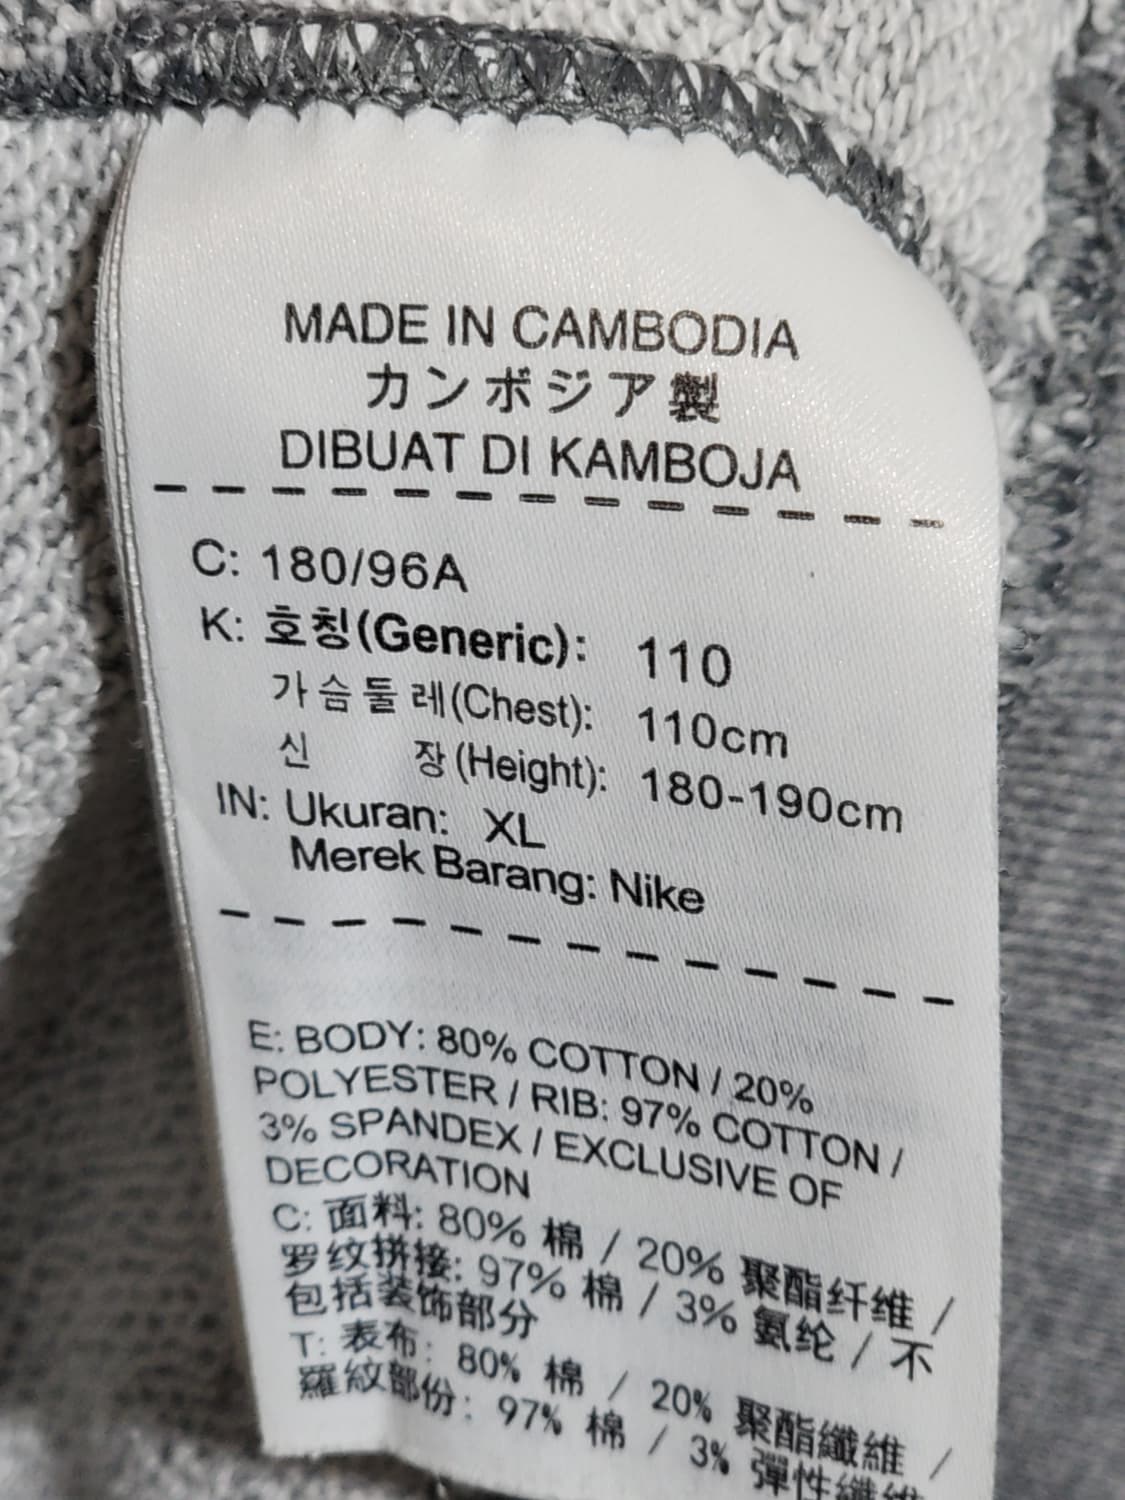 MADE IN CAMBODIA
カンボジア製
DIBUAT DI KAMBOJA
C: 180/96A
K: 호칭(Generic): 110
가슴둘레(Chest): 110cm
신 장(Height): 180-190cm
IN: Ukuran: XL
Merek Barang: Nike
E: BODY: 80% COTTON / 20%
POLYESTER / RIB: 97% COTTON /
3% SPANDEX / EXCLUSIVE OF
DECORATION
C: 面料: 80% 棉 / 20% 聚酯纤维 /
罗纹拼接: 97% 棉 / 3% 氨纶 / 不
包括装饰部分
T: 表布: 80% 棉 / 20% 聚酯纖維 /
羅紋部份: 97% 棉 / 3% 彈性纖維